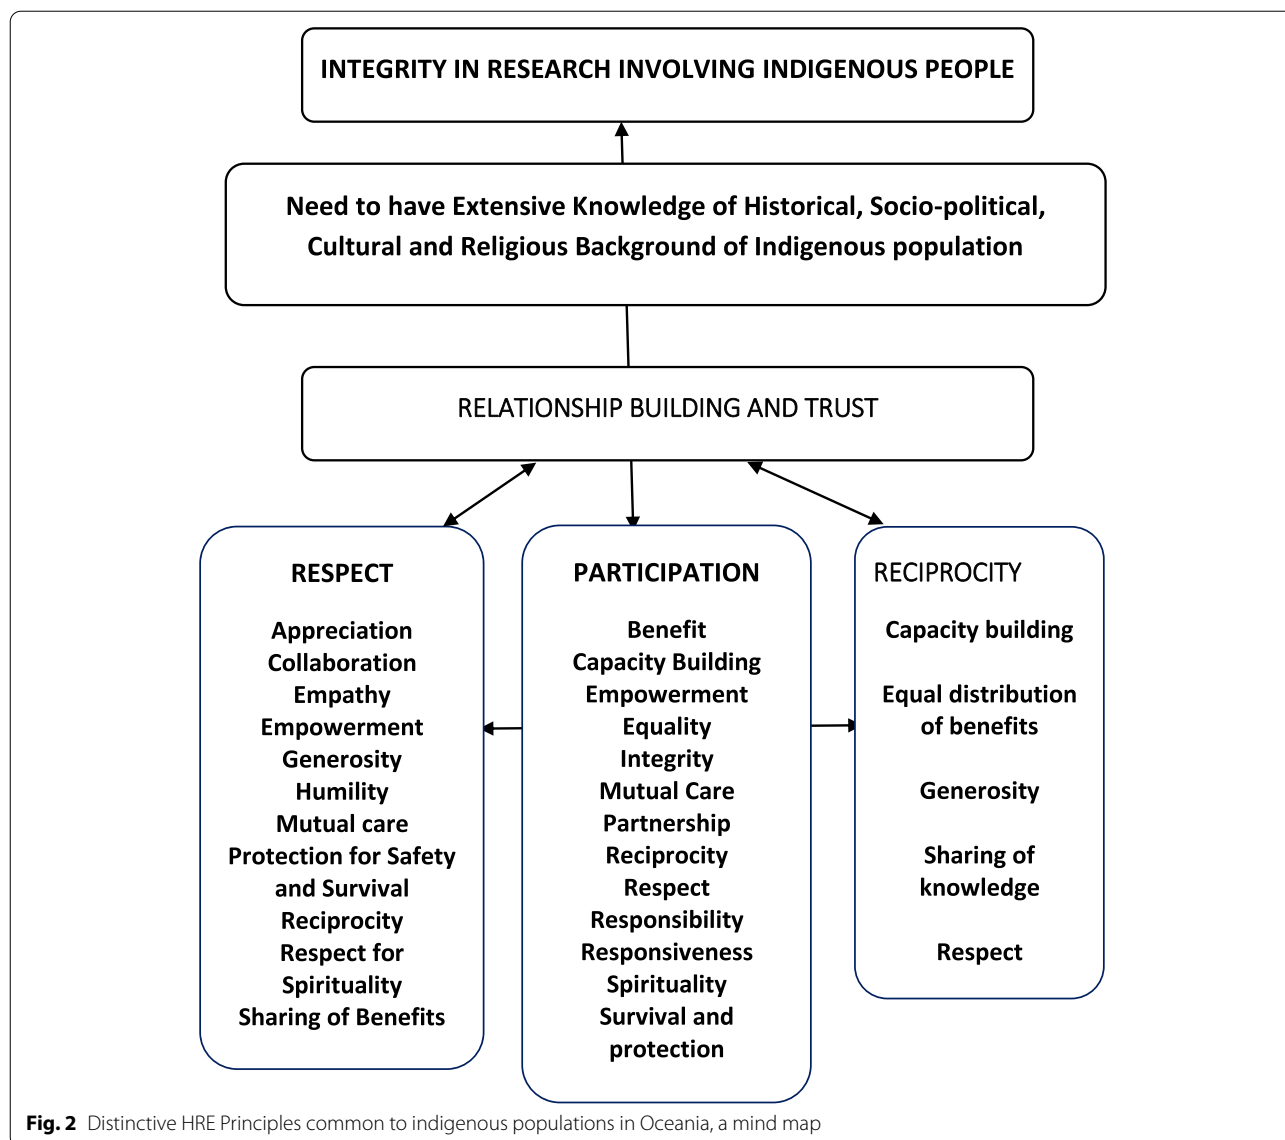 INTEGRITY IN RESEARCH INVOLVING INDIGENOUS PEOPLE
Need to have Extensive Knowledge of Historical, Socio-political,
Cultural and Religious Background of Indigenous population
RELATIONSHIP BUILDING AND TRUST
RESPECT
Appreciation
Collaboration
Empathy
Empowerment
Generosity
Humility
Mutual care
Protection for Safety
and Survival
Reciprocity
Respect for
Spirituality
Sharing of Benefits
PARTICIPATION
Benefit
Capacity Building
Empowerment
Equality
Integrity
Mutual Care
Partnership
Reciprocity
Respect
Responsibility
Responsiveness
Spirituality
Survival and
protection
RECIPROCITY
Capacity building
Equal distribution
of benefits
Generosity
Sharing of
knowledge
Respect
Fig. 2 Distinctive HRE Principles common to indigenous populations in Oceania, a mind map